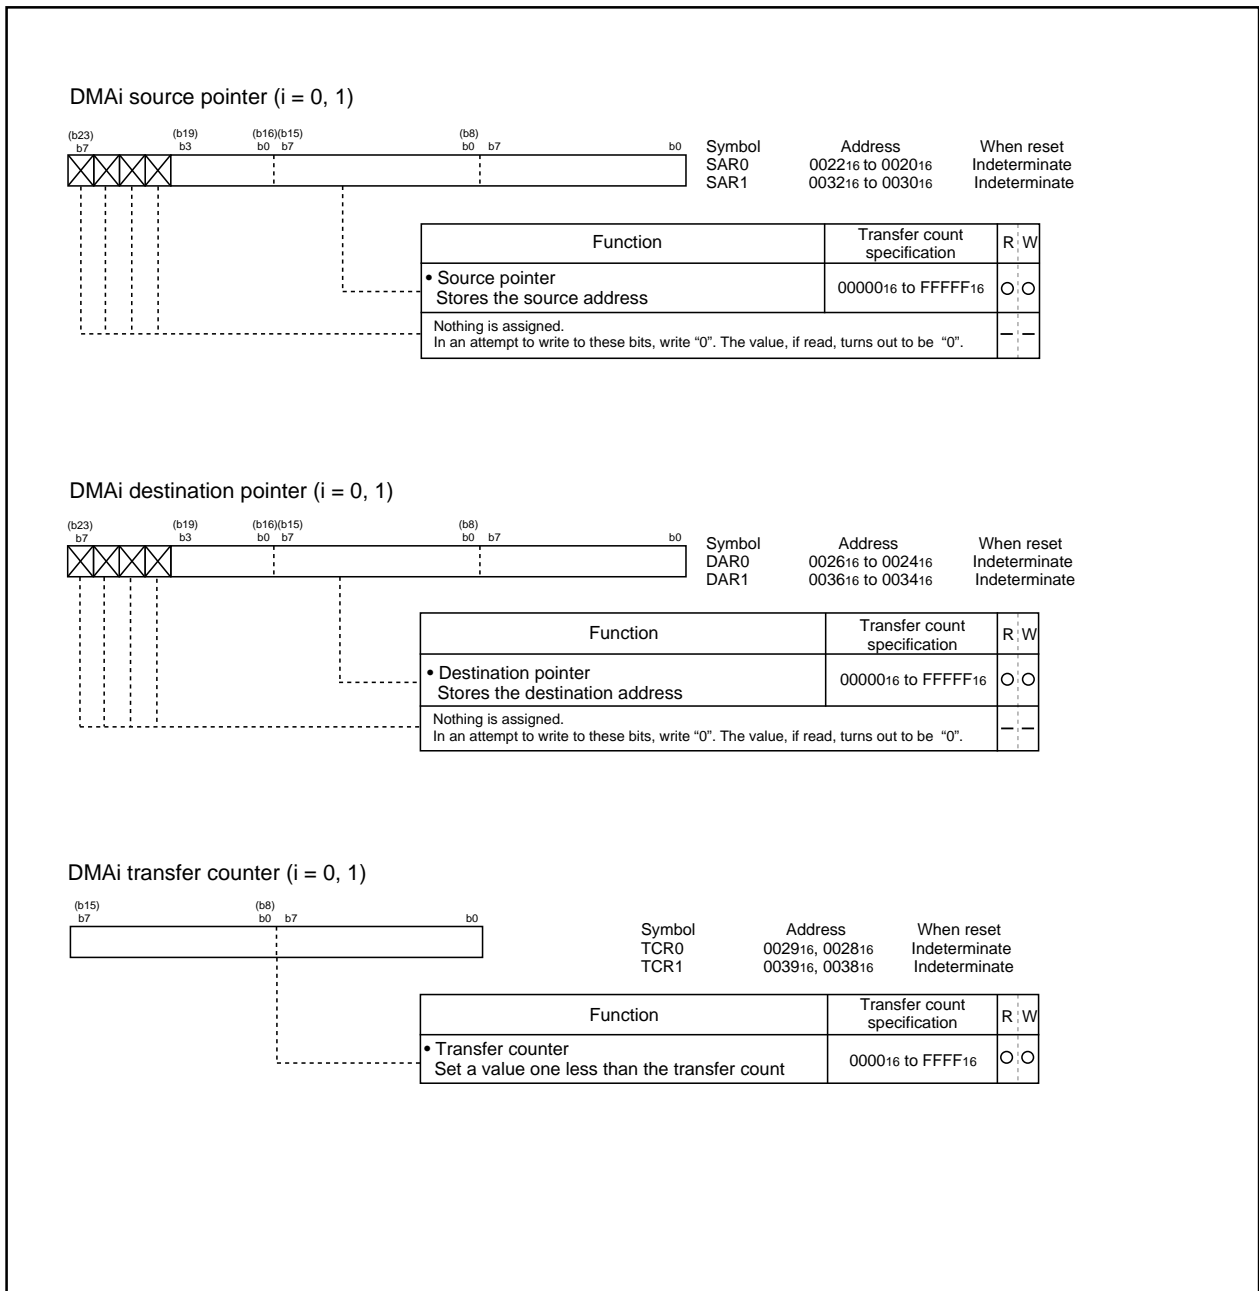 DMAi source pointer (i = 0, 1)
(b23) (b19) (b16)(b15) (b8)
b7 b3 b0 b7 b0 b7 b0
Symbol Address When reset
SAR0 002216 to 002016 Indeterminate
SAR1 003216 to 003016 Indeterminate
Function Transfer count specification R W
• Source pointer
Stores the source address 0000016 to FFFFF16 ○ ○
Nothing is assigned.
In an attempt to write to these bits, write “0”. The value, if read, turns out to be “0”. – –
DMAi destination pointer (i = 0, 1)
(b23) (b19) (b16)(b15) (b8)
b7 b3 b0 b7 b0 b7 b0
Symbol Address When reset
DAR0 002616 to 002416 Indeterminate
DAR1 003616 to 003416 Indeterminate
Function Transfer count specification R W
• Destination pointer
Stores the destination address 0000016 to FFFFF16 ○ ○
Nothing is assigned.
In an attempt to write to these bits, write “0”. The value, if read, turns out to be “0”. – –
DMAi transfer counter (i = 0, 1)
(b15) (b8)
b7 b0 b7 b0
Symbol Address When reset
TCR0 002916, 002816 Indeterminate
TCR1 003916, 003816 Indeterminate
Function Transfer count specification R W
• Transfer counter
Set a value one less than the transfer count 000016 to FFFF16 ○ ○